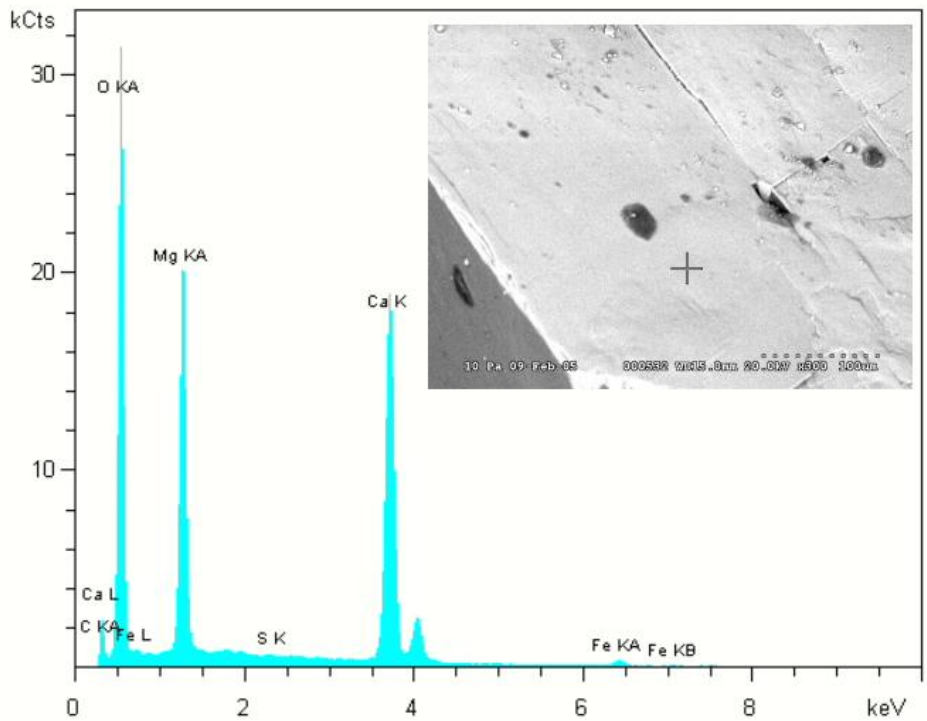 kCts
30
O KA
20
Mg KA
Ca K
10
Ca L
C KA
Fe L
S K
Fe KA
Fe KB
0
2
4
6
8
keV
10 Pa 09-Feb-05 000532 WD15.0mm 20.0kV x300 100um